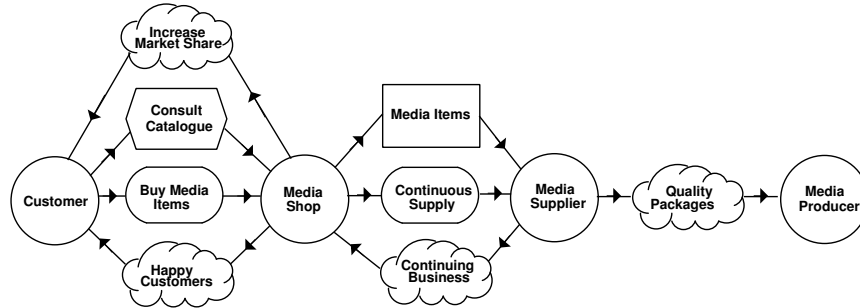 Increase
Market Share
Consult
Catalogue
Media Items
Customer
Buy Media
Items
Media
Shop
Continuous
Supply
Media
Supplier
Quality
Packages
Media
Producer
Happy
Customers
Continuing
Business